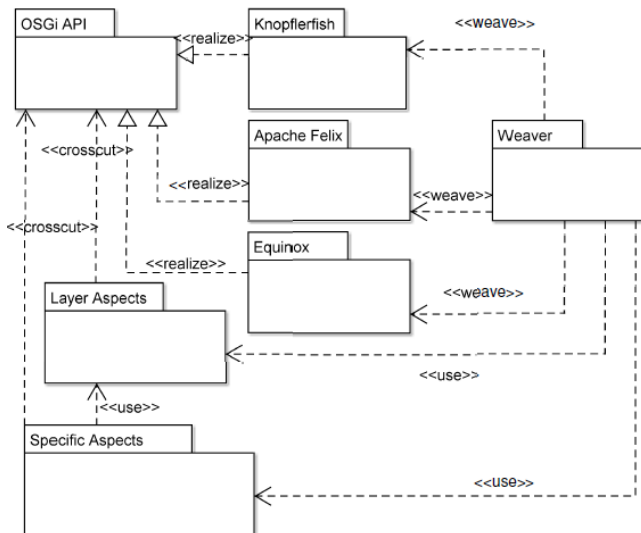 OSGi API
Knopflerfish
<<realize>>
<<weave>>
Apache Felix
Weaver
<<crosscut>>
<<realize>>
<<weave>>
<<crosscut>>
Equinox
<<realize>>
<<weave>>
Layer Aspects
<<use>>
<<use>>
Specific Aspects
<<use>>